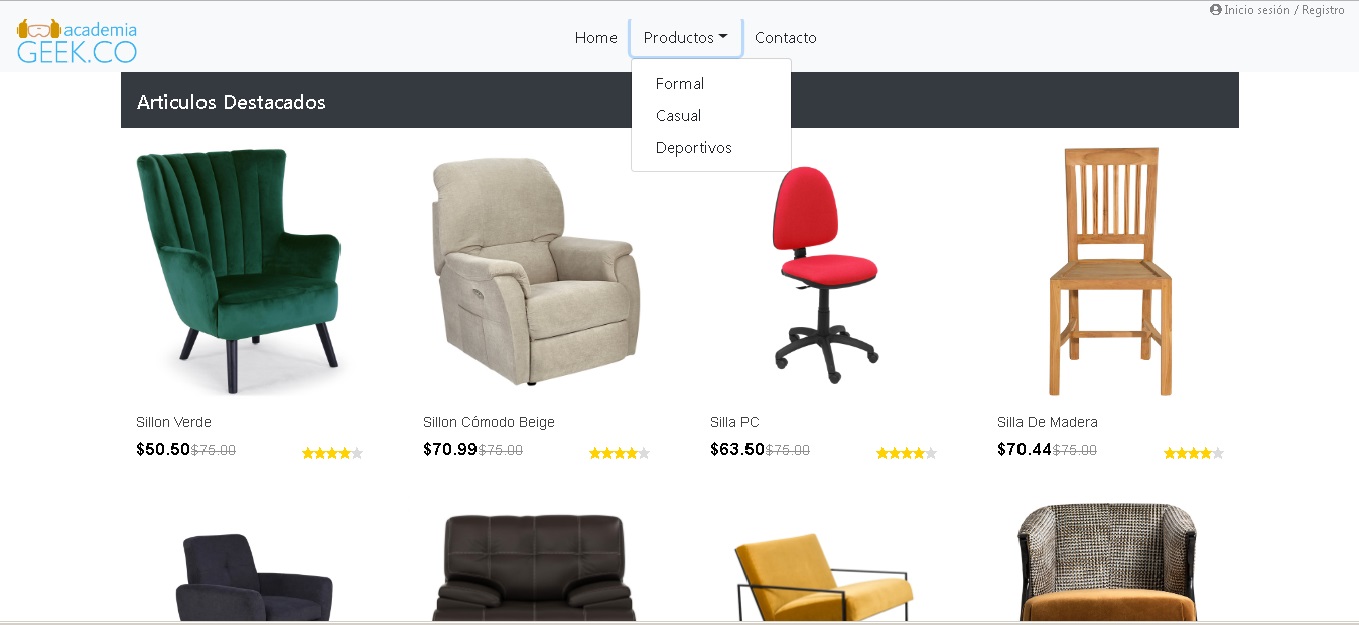 Inicio sesión / Registro
academia
GEEK.CO
Home Productos Contacto
Formal
Casual
Deportivos
Articulos Destacados
Sillon Verde
$50.50$75.00
Sillon Cómodo Beige
$70.99$75.00
Silla PC
$63.50$75.00
Silla De Madera
$70.44$75.00